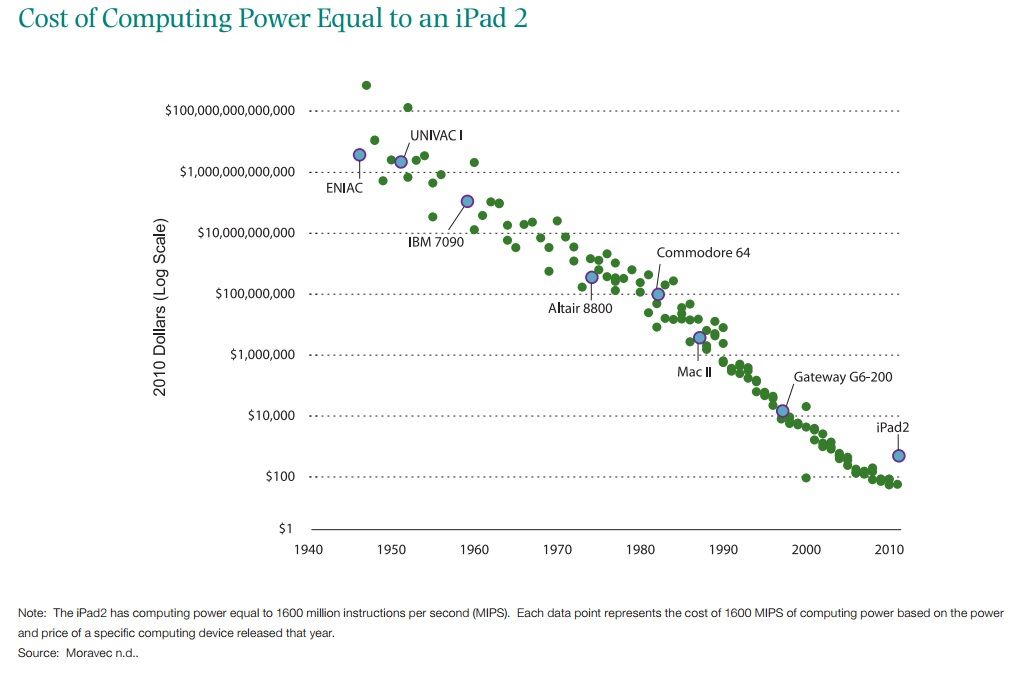 Cost of Computing Power Equal to an iPad 2
$100,000,000,000,000
UNIVAC I
$1,000,000,000,000
ENIAC
$10,000,000,000
IBM 7090
Commodore 64
$100,000,000
Altair 8800
$1,000,000
Mac II
Gateway G6-200
$10,000
iPad2
$100
$1
2010 Dollars (Log Scale)
1940 1950 1960 1970 1980 1990 2000 2010
Note: The iPad2 has computing power equal to 1600 million instructions per second (MIPS). Each data point represents the cost of 1600 MIPS of computing power based on the power
and price of a specific computing device released that year.
Source: Moravec n.d..